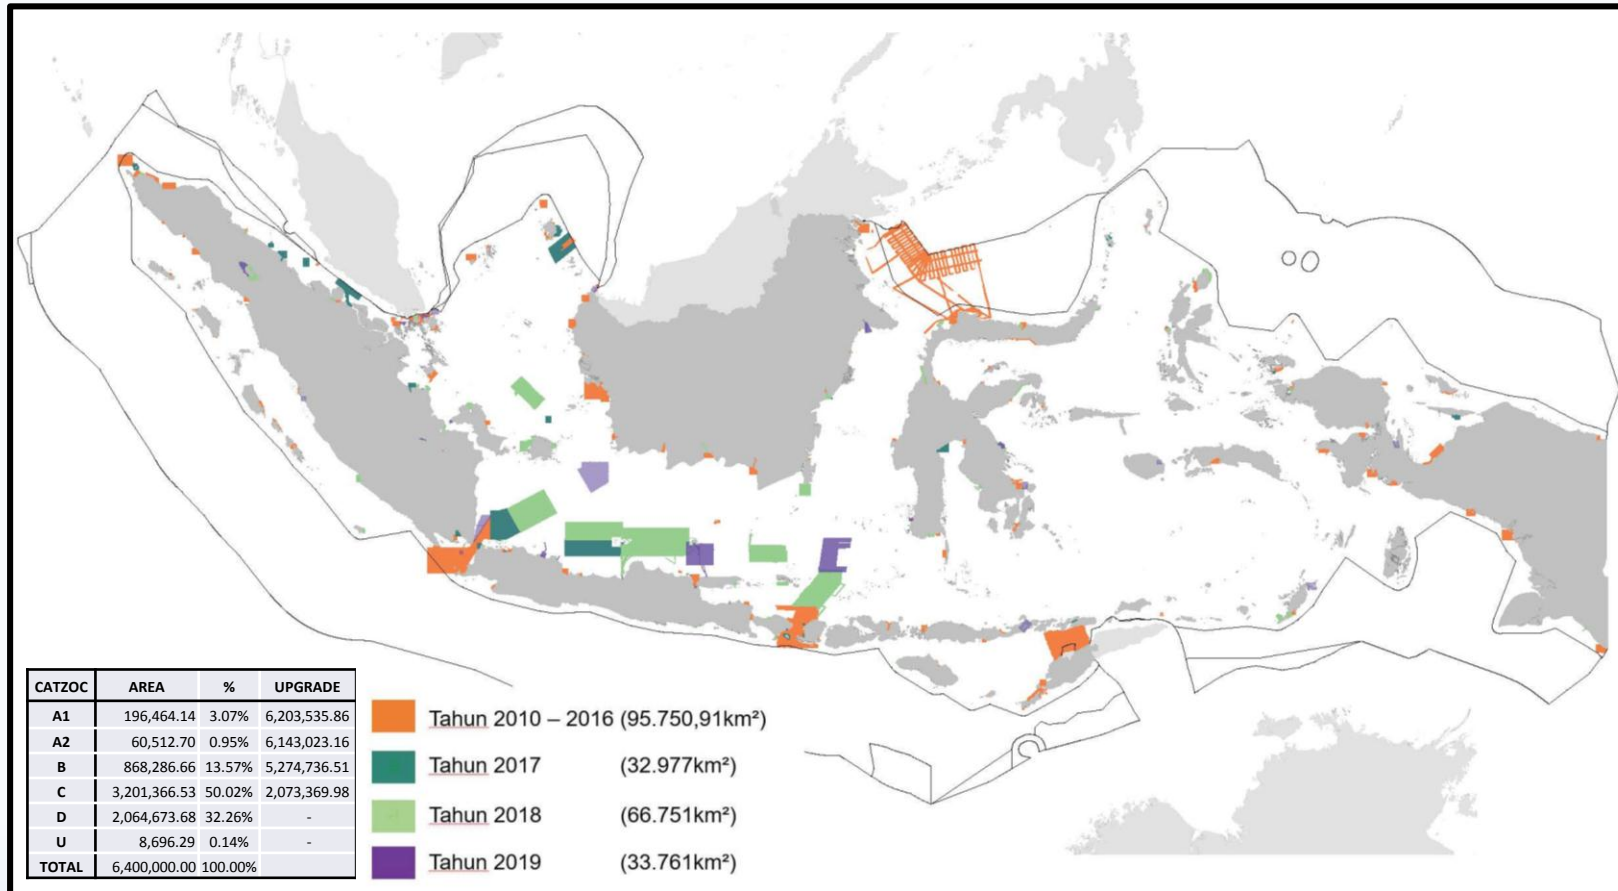 CATZOC AREA % UPGRADE
A1 196,464.14 3.07% 6,203,535.86
A2 60,512.70 0.95% 6,143,023.16
B 868,286.66 13.57% 5,274,736.51
C 3,201,366.53 50.02% 2,073,369.98
D 2,064,673.68 32.26% -
U 8,696.29 0.14% -
TOTAL 6,400,000.00 100.00%
Tahun 2010 – 2016 (95.750,91km²)
Tahun 2017 (32.977km²)
Tahun 2018 (66.751km²)
Tahun 2019 (33.761km²)